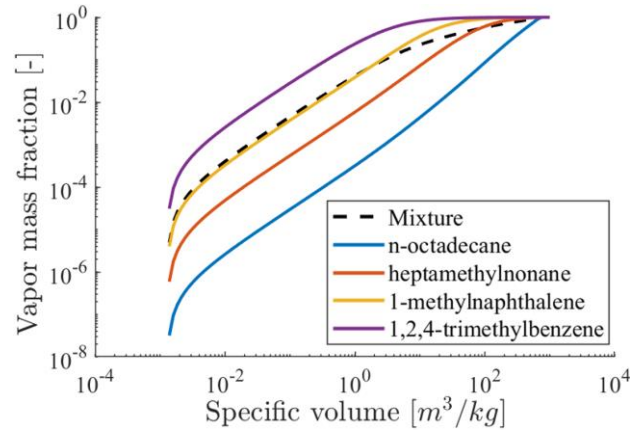 Vapor mass fraction [-]
10^0
10^-2
10^-4
10^-6
10^-8
Mixture
n-octadecane
heptamethylnonane
1-methylnaphthalene
1,2,4-trimethylbenzene
10^-4 10^-2 10^0 10^2 10^4
Specific volume [m^3/kg]